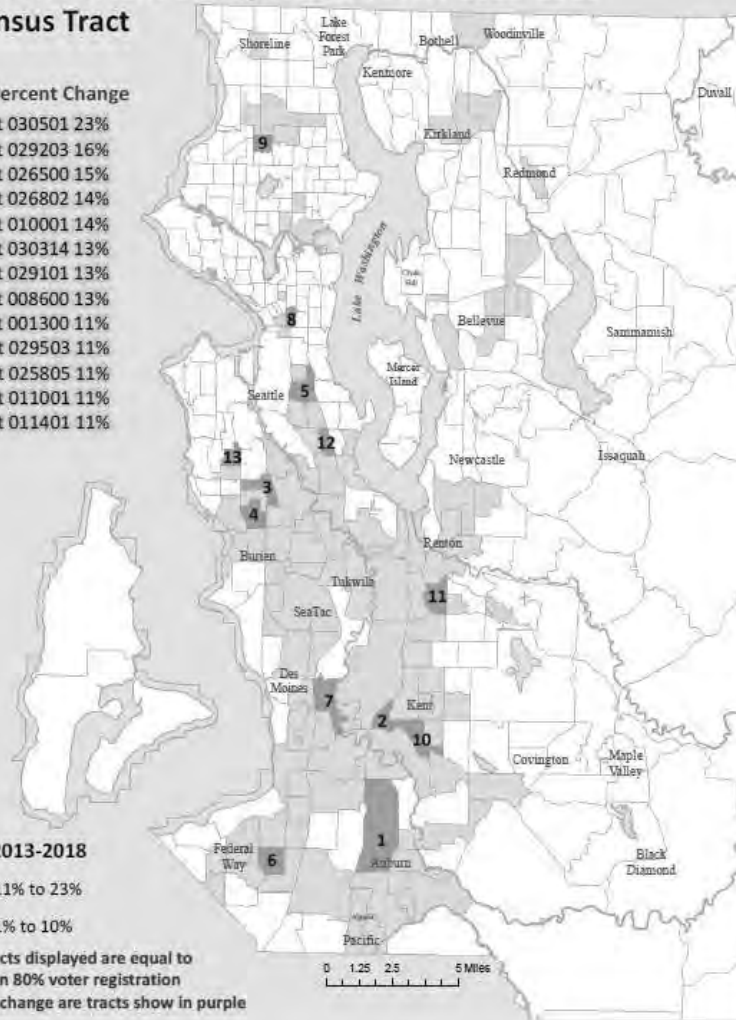 nsus Tract
ercent Change
t 030501 23%
t 029203 16%
t 026500 15%
t 026802 14%
t 010001 14%
t 030314 13%
t 029101 13%
t 008600 13%
t 001300 11%
t 029503 11%
t 025805 11%
t 011001 11%
t 011401 11%
Lake
Forest
Park
Shoreline
Bothell
Woodinville
Kenmore
Duvall
Kirkland
9
Redmond
Lake Washington
8
Bellevue
Sammamish
Mercer
Island
5
Seattle
12
13
Newcastle
Issaquah
3
4
Renton
Burien
Tukwila
11
SeaTac
Des
Moines
7
Kent
2
10
Covington
Maple
Valley
2013-2018
1
Federal
Way
6
Auburn
Black
Diamond
11% to 23%
% to 10%
Pacific
cts displayed are equal to
n 80% voter registration
change are tracts show in purple
0 1.25 2.5 5 Miles